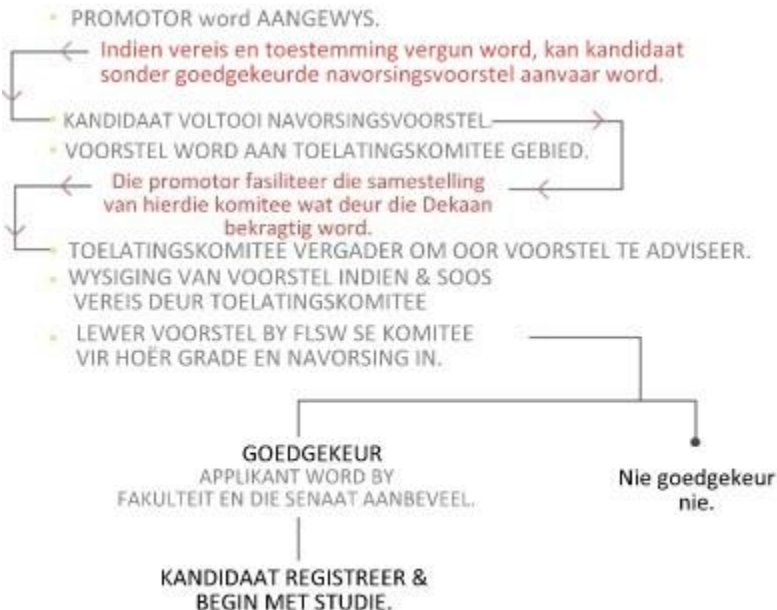 PROMOTOR word AANGEWYS.
Indien vereis en toestemming vergun word, kan kandidaat
sonder goedgekeurde navorsingsvoorstel aanvaar word.
KANDIDAAT VOLTOOI NAVORSINGSVOORSTEL.
VOORSTEL WORD AAN TOELATINGSKOMITEE GEBIED.
Die promotor fasiliteer die samestelling
van hierdie komitee wat deur die Dekaan
bekragtig word.
TOELATINGSKOMITEE VERGADER OM OOR VOORSTEL TE ADVISEER.
WYSIGING VAN VOORSTEL INDIEN & SOOS
VEREIS DEUR TOELATINGSKOMITEE
LEWER VOORSTEL BY FLSW SE KOMITEE
VIR HOËR GRADE EN NAVORSING IN.
GOEDGEKEUR
APPLIKANT WORD BY
FAKULTEIT EN DIE SENAAT AANBEVEEL.
Nie goedgekeur
nie.
KANDIDAAT REGISTREER &
BEGIN MET STUDIE.